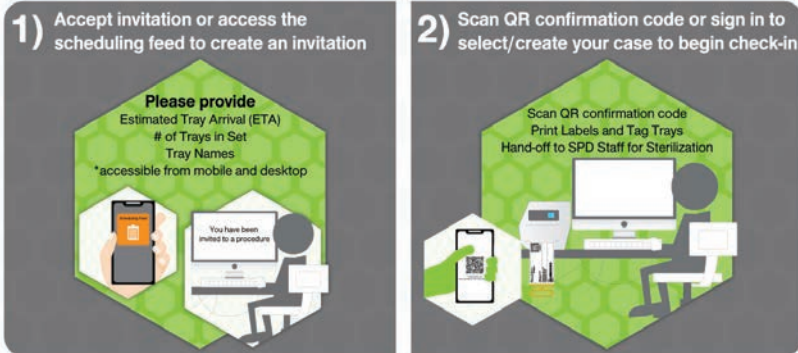 1) Accept invitation or access the
scheduling feed to create an invitation
Please provide
Estimated Tray Arrival (ETA)
# of Trays in Set
Tray Names
*accessible from mobile and desktop
Scheduling Feed
You have been
invited to a procedure
2) Scan QR confirmation code or sign in to
select/create your case to begin check-in
Scan QR confirmation code
Print Labels and Tag Trays
Hand-off to SPD Staff for Sterilization